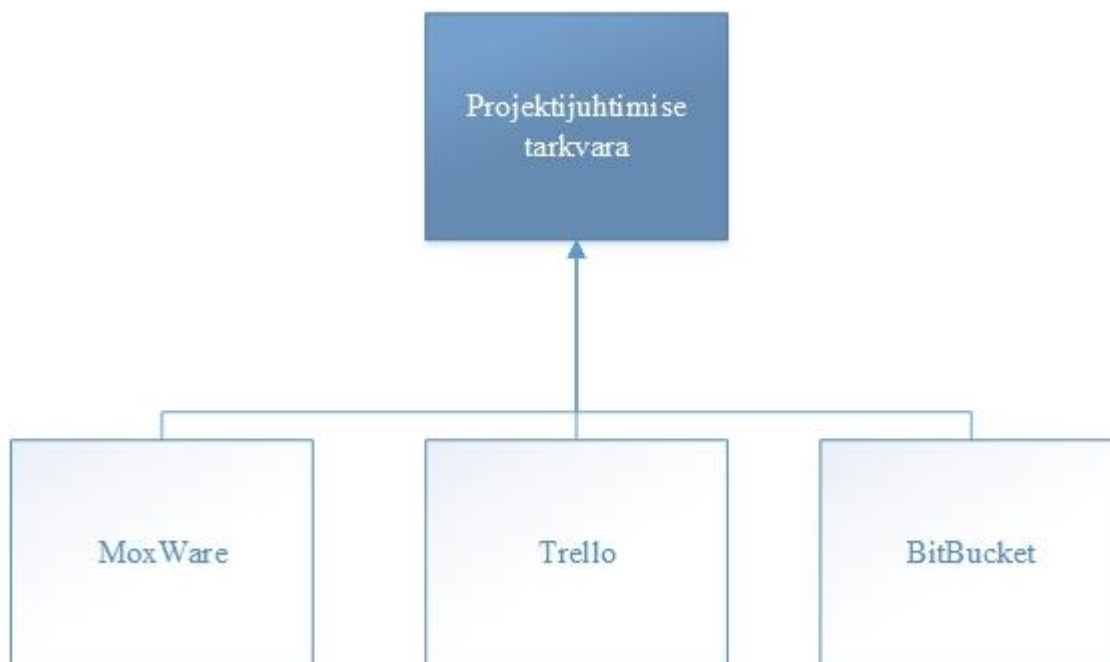 Projektijuhtimise
tarkvara
MoxWare
Trello
BitBucket